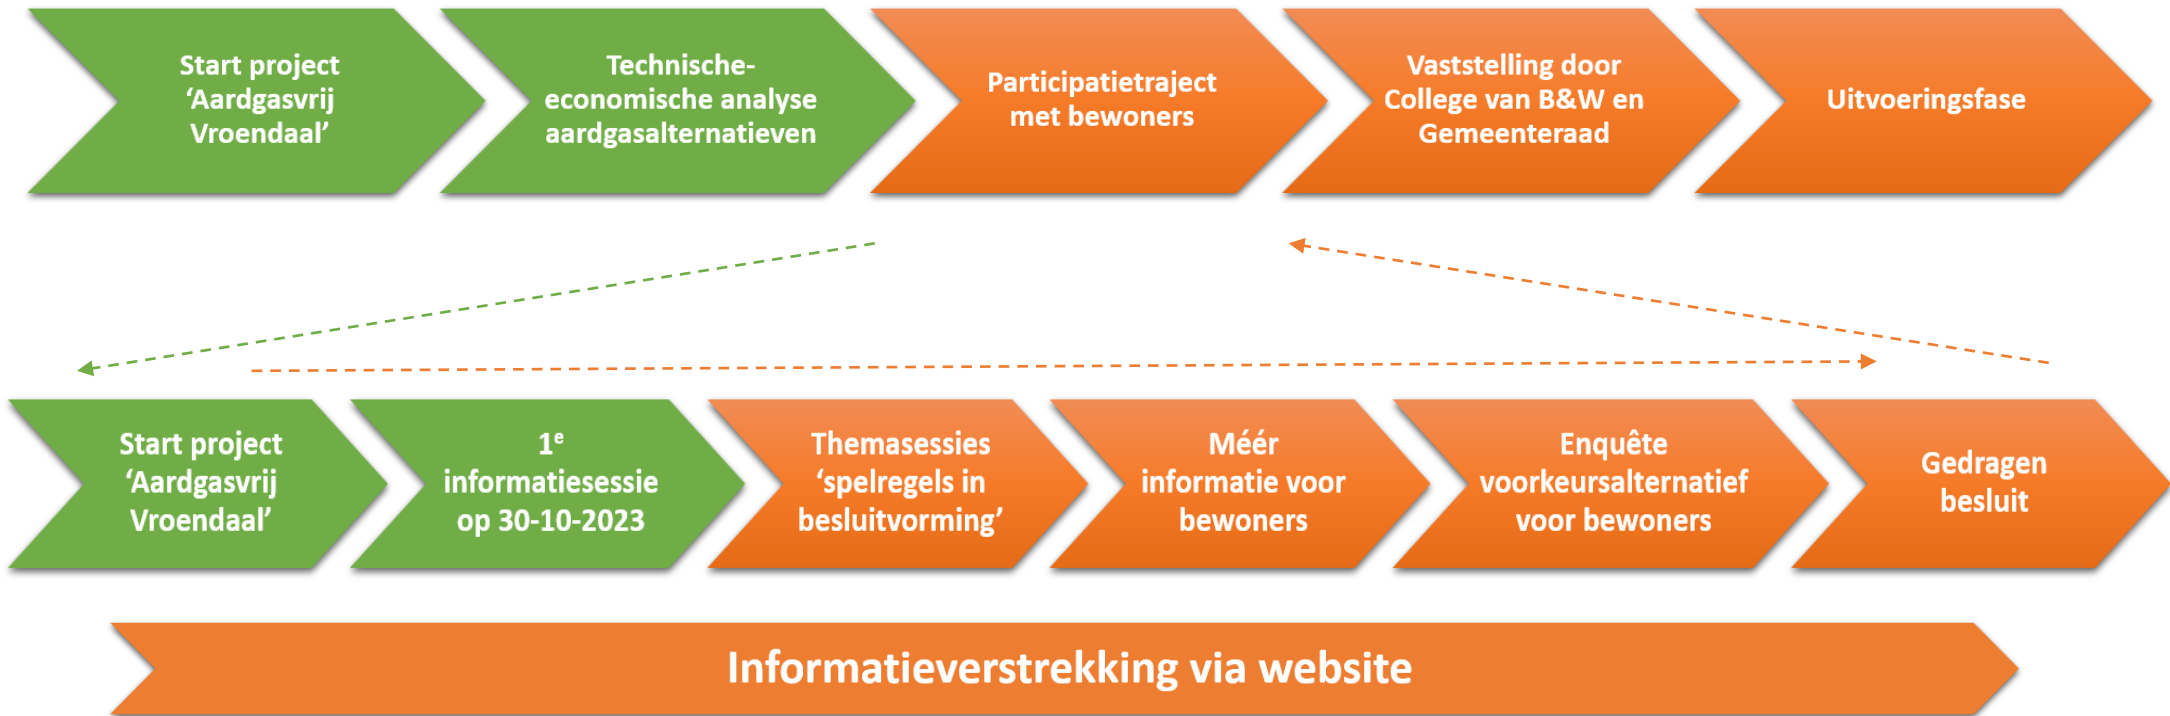 Start project
‘Aardgasvrij
Vroendaal’
Technische-
economische analyse
aardgasalternatieven
Participatietraject
met bewoners
Vaststelling door
College van B&W en
Gemeenteraad
Uitvoeringsfase
Start project
‘Aardgasvrij
Vroendaal’
1e
informatiesessie
op 30-10-2023
Themasessies
‘spelregels in
besluitvorming’
Méér
informatie voor
bewoners
Enquête
voorkeursalternatief
voor bewoners
Gedragen
besluit
Informatieverstrekking via website